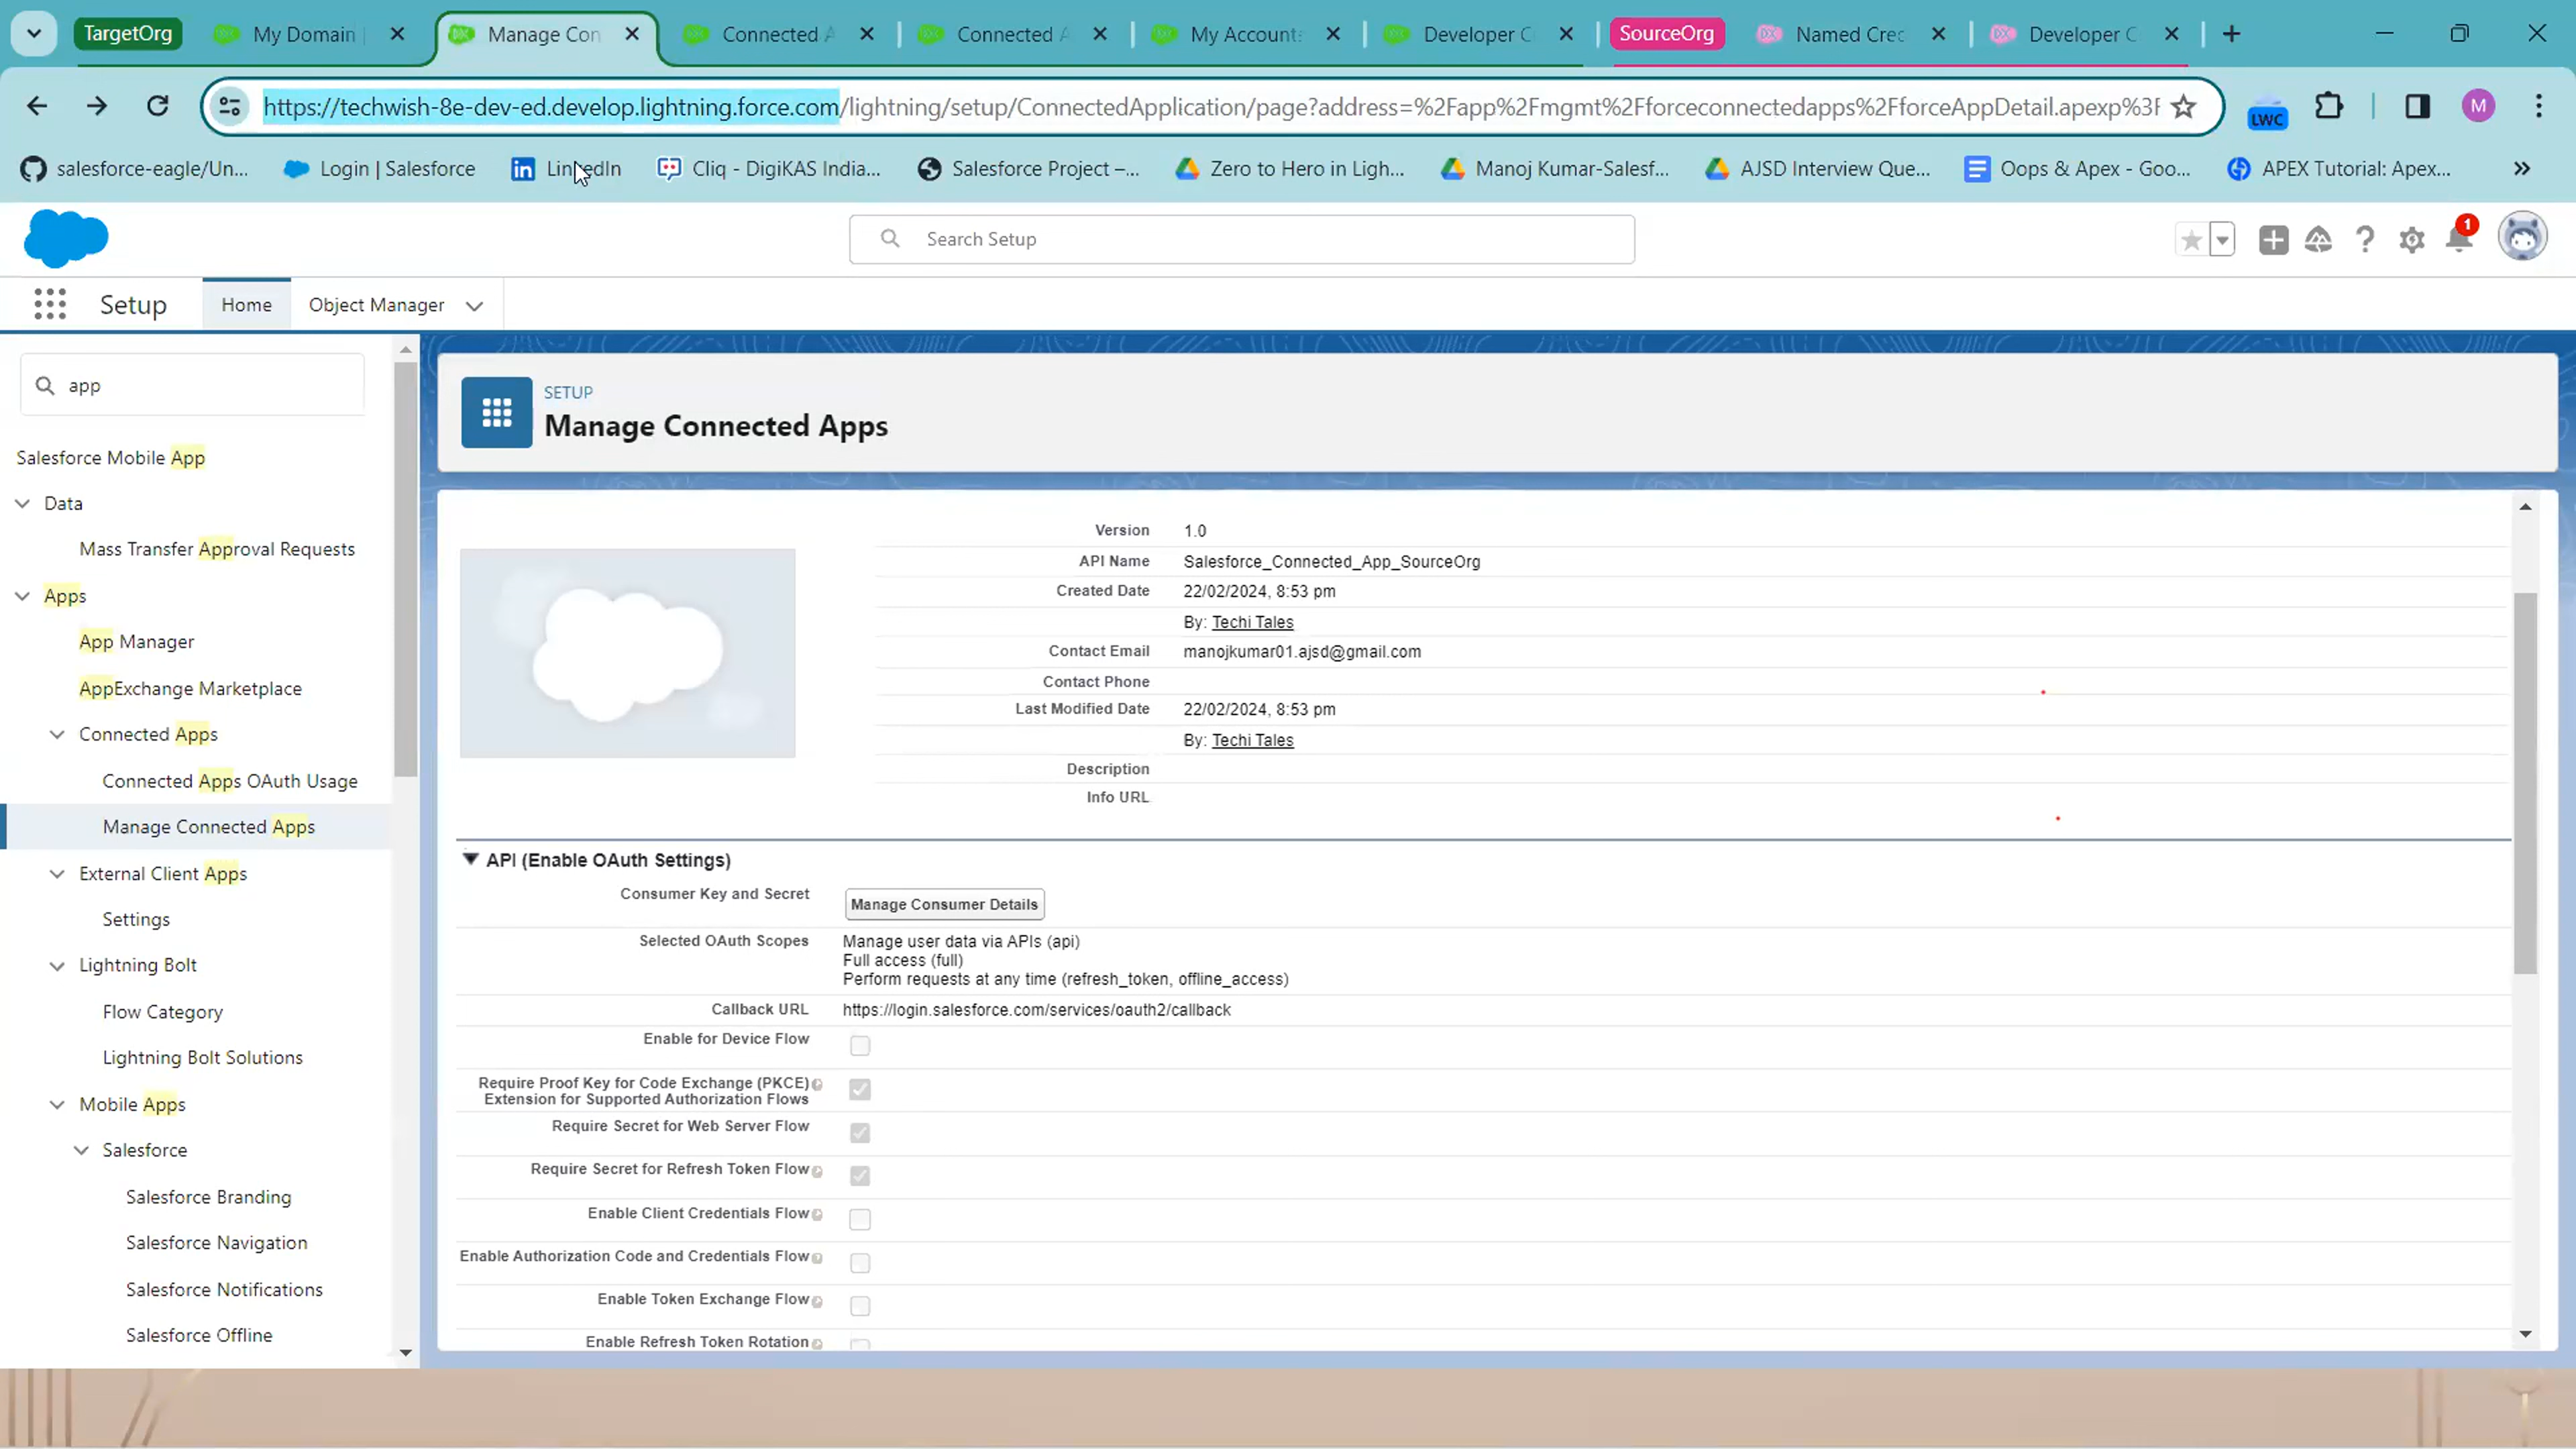 TargetOrg My Domain | Manage Con Connected A Connected A My Account Developer C SourceOrg Named Cred Developer C
https://techwish-8e-dev-ed.develop.lightning.force.com/lightning/setup/ConnectedApplication/page?address=%2Fapp%2Fmgmt%2Fforceconnectedapps%2FforceAppDetail.apexp%3F
LWC
M
salesforce-eagle/Un... Login | Salesforce LinkedIn Cliq - DigiKAS India... Salesforce Project –... Zero to Hero in Ligh... Manoj Kumar-Salesf... AJSD Interview Que... Oops & Apex - Goo... APEX Tutorial: Apex...
Search Setup
1
Setup Home Object Manager
app
Salesforce Mobile App
Data
Mass Transfer Approval Requests
Apps
App Manager
AppExchange Marketplace
Connected Apps
Connected Apps OAuth Usage
Manage Connected Apps
External Client Apps
Settings
Lightning Bolt
Flow Category
Lightning Bolt Solutions
Mobile Apps
Salesforce
Salesforce Branding
Salesforce Navigation
Salesforce Notifications
Salesforce Offline
SETUP
Manage Connected Apps
Version 1.0
API Name Salesforce_Connected_App_SourceOrg
Created Date 22/02/2024, 8:53 pm
By: Techi Tales
Contact Email manojkumar01.ajsd@gmail.com
Contact Phone
Last Modified Date 22/02/2024, 8:53 pm
By: Techi Tales
Description
Info URL
API (Enable OAuth Settings)
Consumer Key and Secret Manage Consumer Details
Selected OAuth Scopes Manage user data via APIs (api)
Full access (full)
Perform requests at any time (refresh_token, offline_access)
Callback URL https://login.salesforce.com/services/oauth2/callback
Enable for Device Flow
Require Proof Key for Code Exchange (PKCE)
Extension for Supported Authorization Flows
Require Secret for Web Server Flow
Require Secret for Refresh Token Flow
Enable Client Credentials Flow
Enable Authorization Code and Credentials Flow
Enable Token Exchange Flow
Enable Refresh Token Rotation